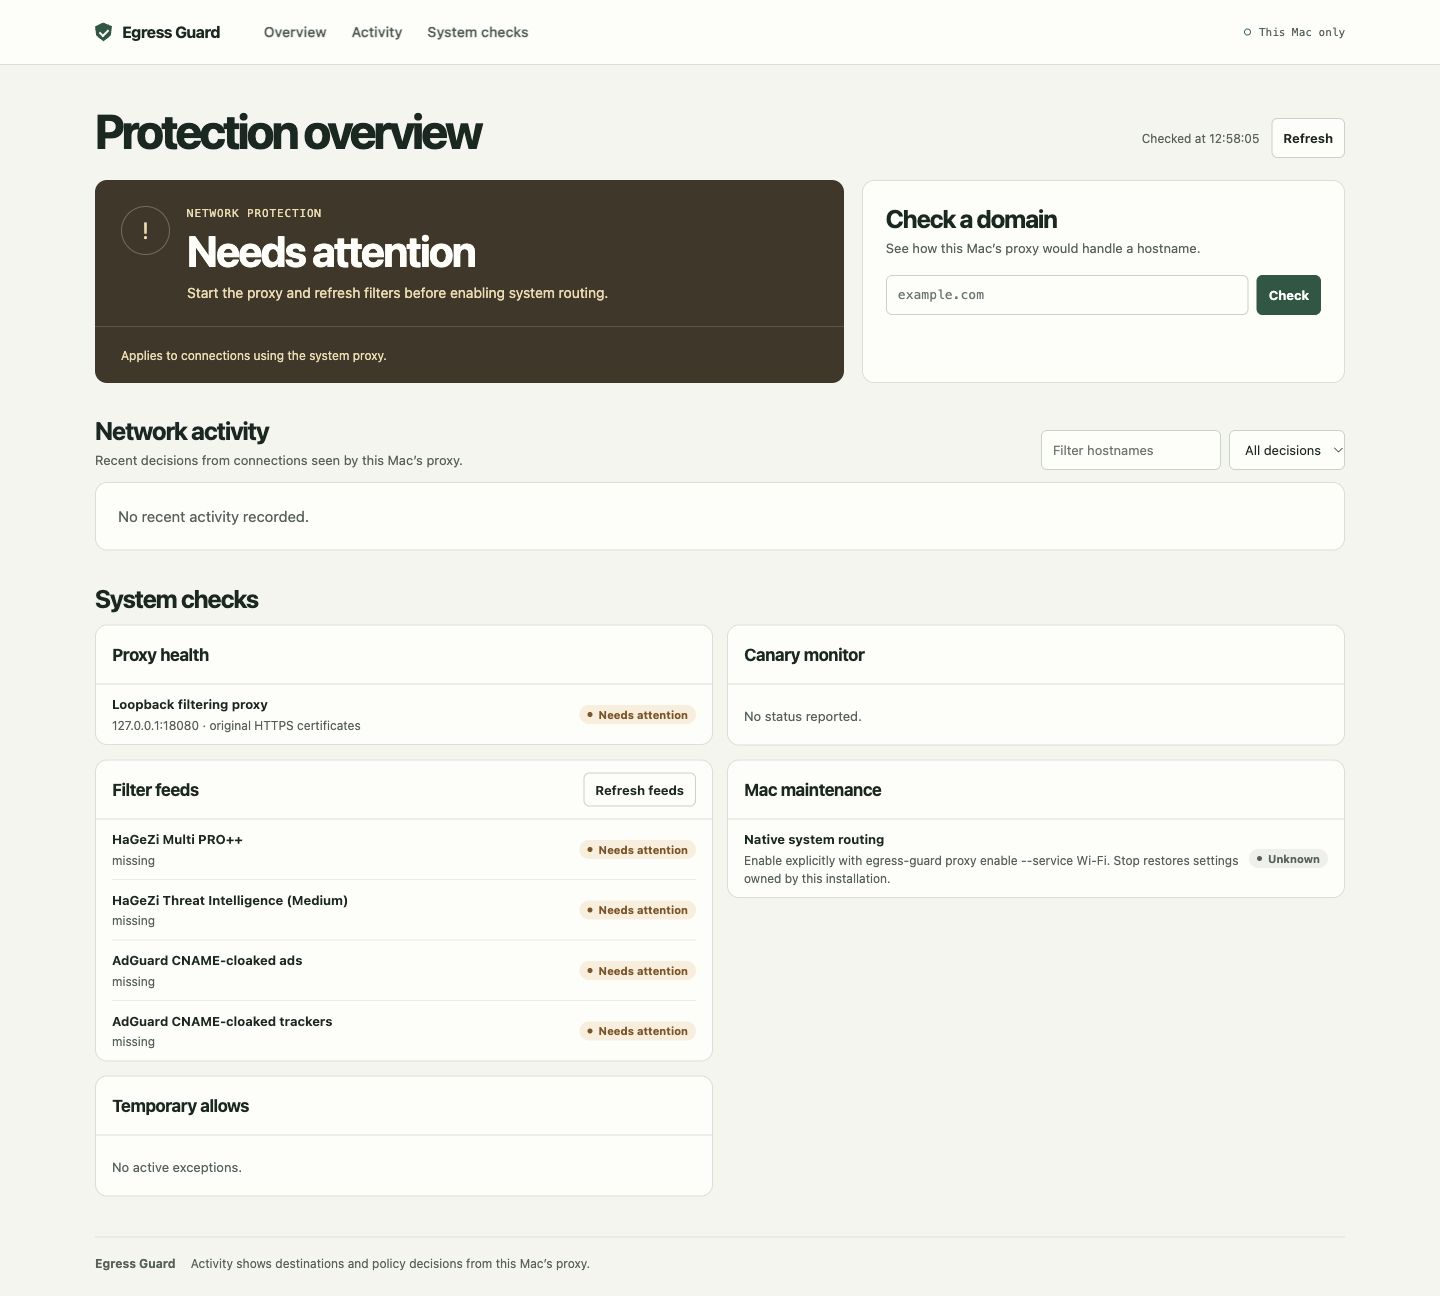 Egress Guard
Overview
Activity
System checks
This Mac only
Protection overview
Checked at 12:58:05
Refresh
!
NETWORK PROTECTION
Needs attention
Start the proxy and refresh filters before enabling system routing.
Applies to connections using the system proxy.
Check a domain
See how this Mac’s proxy would handle a hostname.
example.com
Check
Network activity
Recent decisions from connections seen by this Mac’s proxy.
Filter hostnames
All decisions
No recent activity recorded.
System checks
Proxy health
Loopback filtering proxy
127.0.0.1:18080 · original HTTPS certificates
Needs attention
Canary monitor
No status reported.
Filter feeds
Refresh feeds
HaGeZi Multi PRO++
missing
Needs attention
HaGeZi Threat Intelligence (Medium)
missing
Needs attention
AdGuard CNAME-cloaked ads
missing
Needs attention
AdGuard CNAME-cloaked trackers
missing
Needs attention
Mac maintenance
Native system routing
Enable explicitly with egress-guard proxy enable --service Wi-Fi. Stop restores settings
owned by this installation.
Unknown
Temporary allows
No active exceptions.
Egress Guard
Activity shows destinations and policy decisions from this Mac’s proxy.